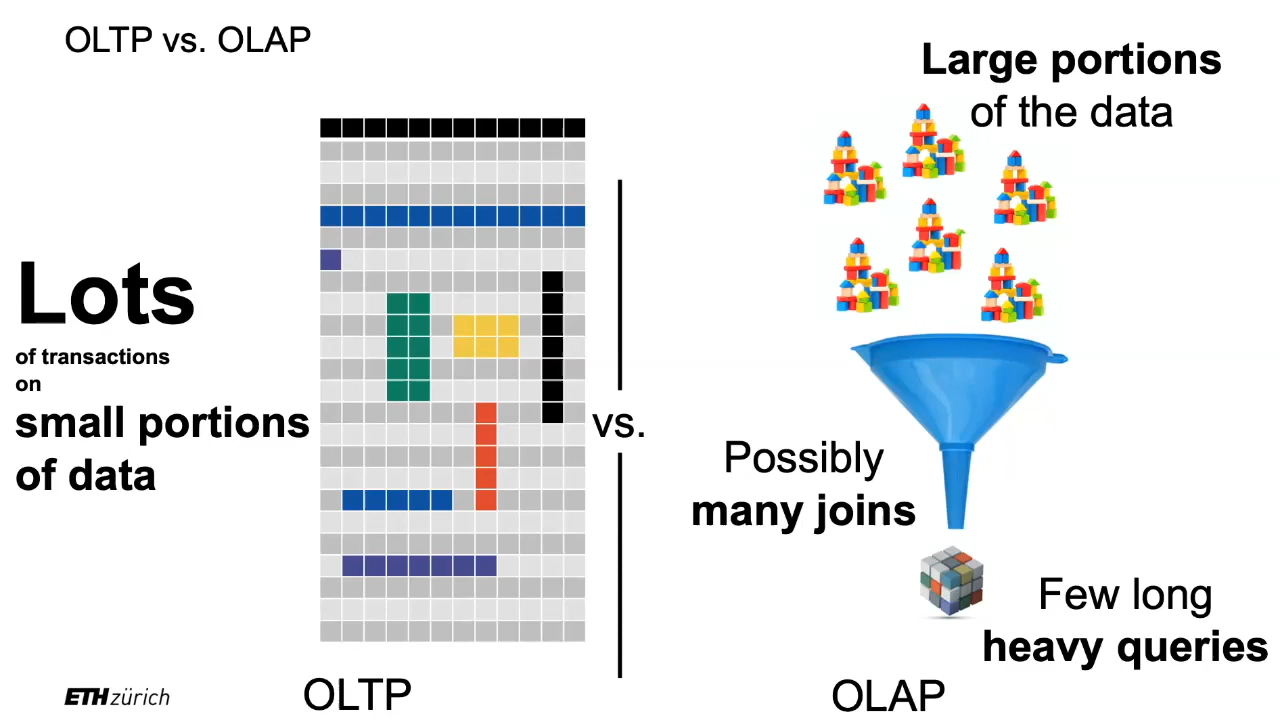 OLTP vs. OLAP
Lots
of transactions
on
small portions
of data
OLTP
vs.
Large portions
of the data
Possibly
many joins
Few long
heavy queries
OLAP
ETH zürich